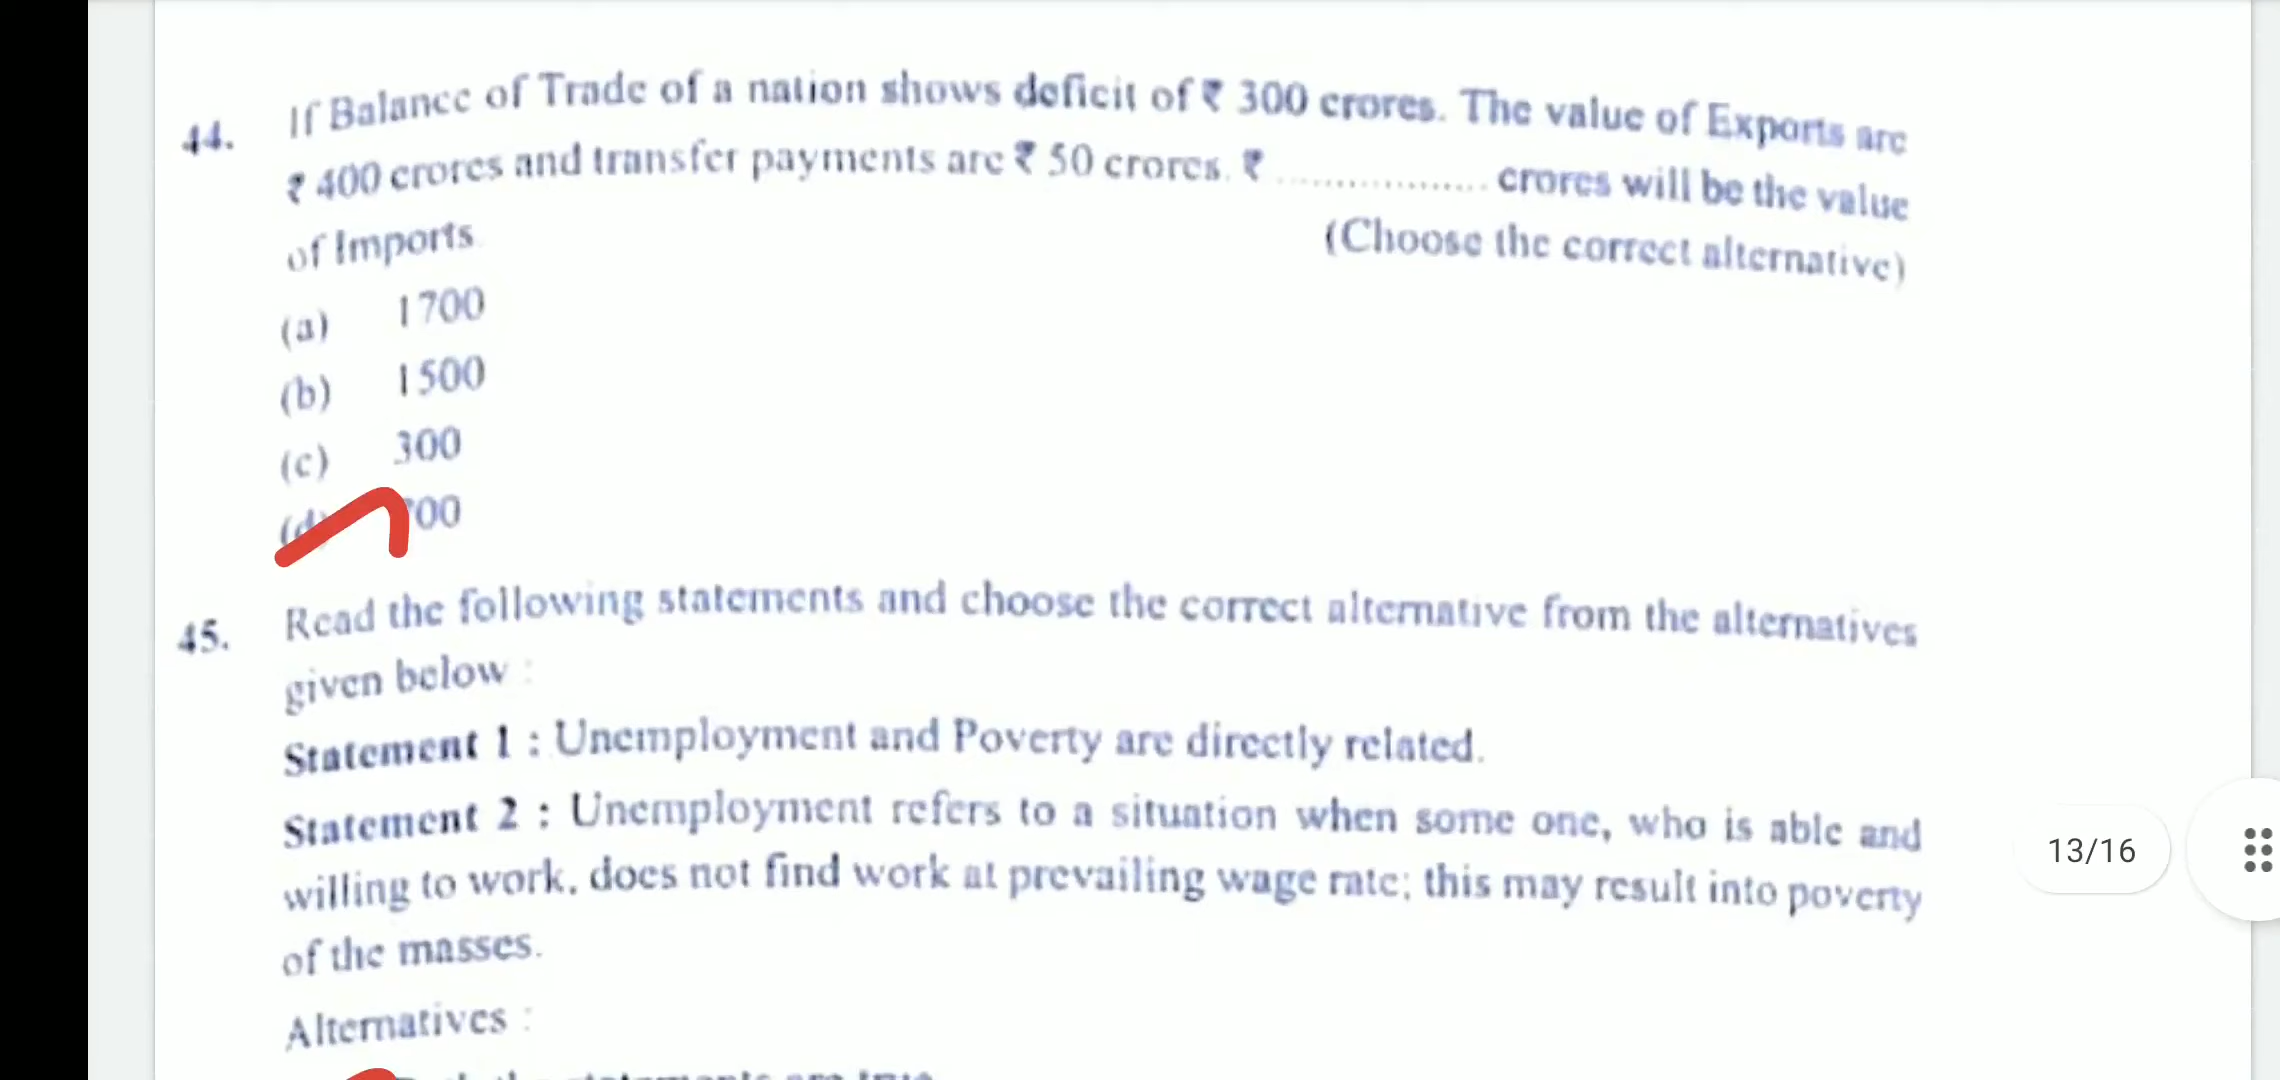 44. If Balance of Trade of a nation shows deficit of ₹ 300 crores. The value of Exports are
₹ 400 crores and transfer payments are ₹ 50 crores. ₹ ................ crores will be the value
of Imports
(Choose the correct alternative)
(a) 1700
(b) 1500
(c) 300
(d) 00
45. Read the following statements and choose the correct alternative from the alternatives
given below :
Statement 1 : Unemployment and Poverty are directly related.
Statement 2 : Unemployment refers to a situation when some one, who is able and
willing to work, does not find work at prevailing wage rate; this may result into poverty
of the masses.
Alternatives :
statements are true
13/16